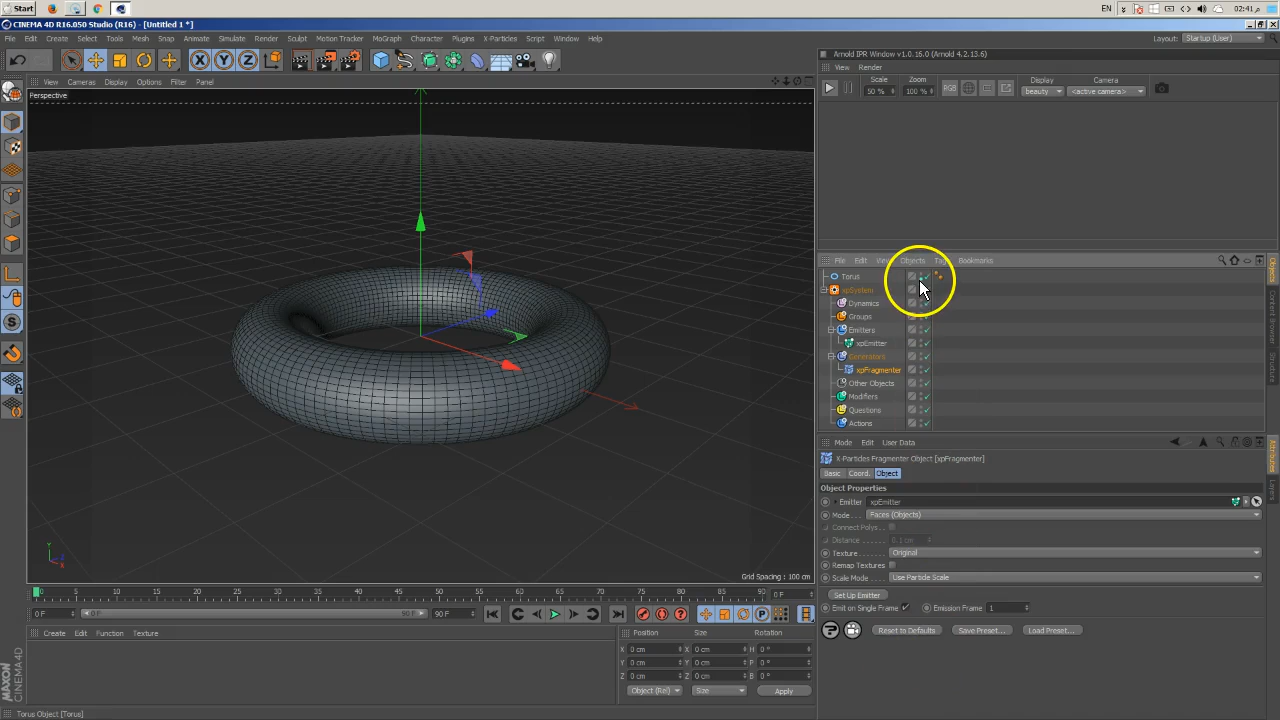 Start
EN
02:41 م
CINEMA 4D R16.050 Studio (R16) - [Untitled 1 *]
File Edit Create Select Tools Mesh Snap Animate Simulate Render Sculpt Motion Tracker MoGraph Character Plugins X-Particles Script Window Help
Layout: Startup (User)
Arnold IPR Window v1.0.16.0 (Arnold 4.2.13.6)
View Render
Scale Zoom Display Camera
50 % 100 % RGB beauty <active camera>
View Cameras Display Options Filter Panel
Perspective
Grid Spacing : 100 cm
Y
Z
X
File Edit View Objects Tag Bookmarks
Torus
xpSystem
Dynamics
Groups
Emitters
xpEmitter
Generators
xpFragmenter
Other Objects
Modifiers
Questions
Actions
Objects
Content Browser
Structure
Attributes
Layers
Mode Edit User Data
X-Particles Fragmenter Object [xpFragmenter]
Basic Coord. Object
Object Properties
Emitter xpEmitter
Mode . . . Faces (Objects)
Connect Polys . .
Distance 0.1 cm
Texture Original
Remap Textures
Scale Mode . . Use Particle Scale
Set Up Emitter
Emit on Single Frame Emission Frame 1
Reset to Defaults Save Preset... Load Preset...
0 5 10 15 20 25 30 35 40 45 50 55 60 65 70 75 80 85 90 0 F
0 F 0 F 90 F 90 F
Create Edit Function Texture
Position Size Rotation
X 0 cm X 0 cm H 0 °
Y 0 cm Y 0 cm P 0 °
Z 0 cm Z 0 cm B 0 °
Object (Rel) Size Apply
MAXON CINEMA 4D
Torus Object [Torus]